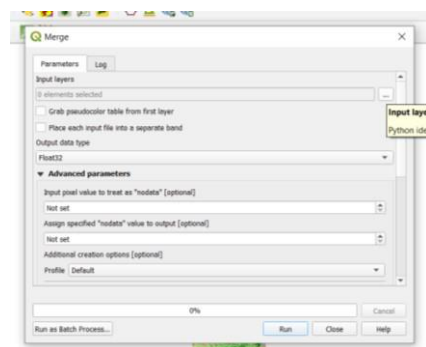 Merge
Parameters Log
Input layers
0 elements selected ...
Input laye
Grab pseudocolor table from first layer
Place each input file into a separate band
Python ide
Output data type
Float32
Advanced parameters
Input pixel value to treat as "nodata" [optional]
Not set
Assign specified "nodata" value to output [optional]
Not set
Additional creation options [optional]
Profile Default
0% Cancel
Run as Batch Process... Run Close Help